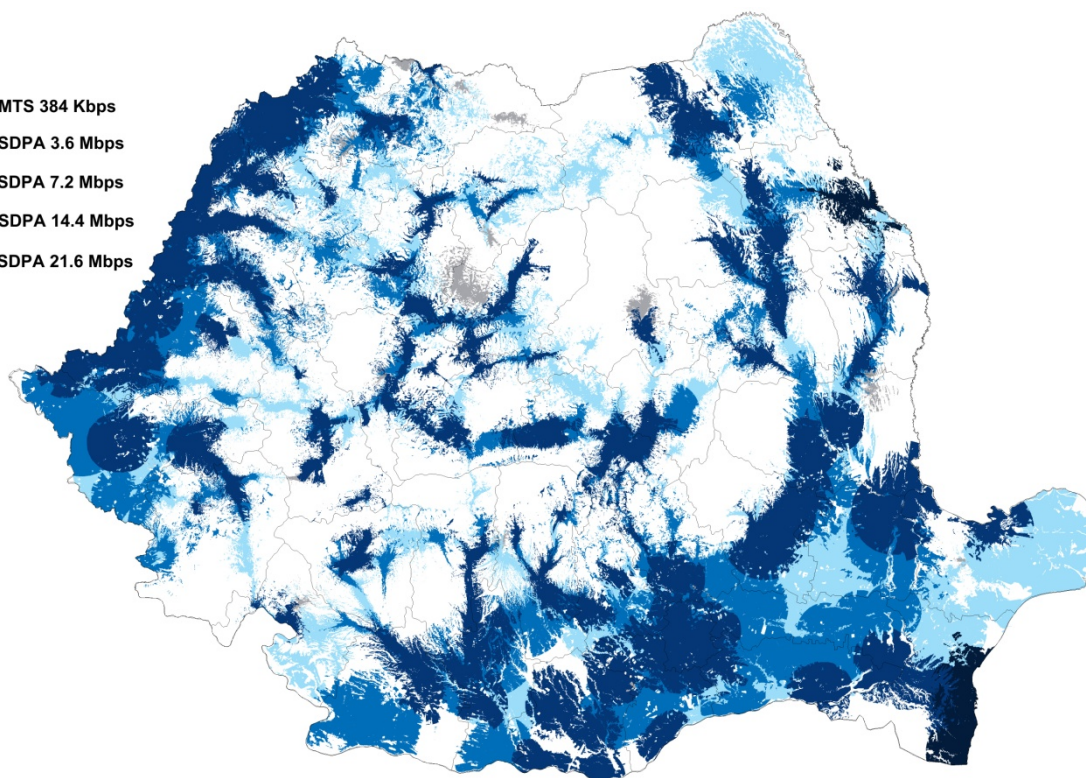 MTS 384 Kbps
SDPA 3.6 Mbps
SDPA 7.2 Mbps
SDPA 14.4 Mbps
SDPA 21.6 Mbps